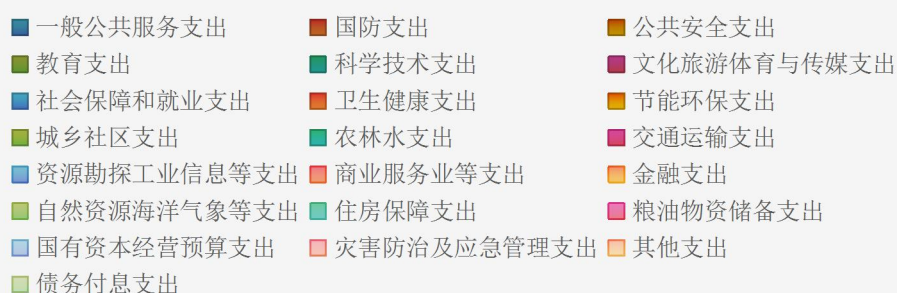 一般公共服务支出 国防支出 公共安全支出
教育支出 科学技术支出 文化旅游体育与传媒支出
社会保障和就业支出 卫生健康支出 节能环保支出
城乡社区支出 农林水支出 交通运输支出
资源勘探工业信息等支出 商业服务业等支出 金融支出
自然资源海洋气象等支出 住房保障支出 粮油物资储备支出
国有资本经营预算支出 灾害防治及应急管理支出 其他支出
债务付息支出